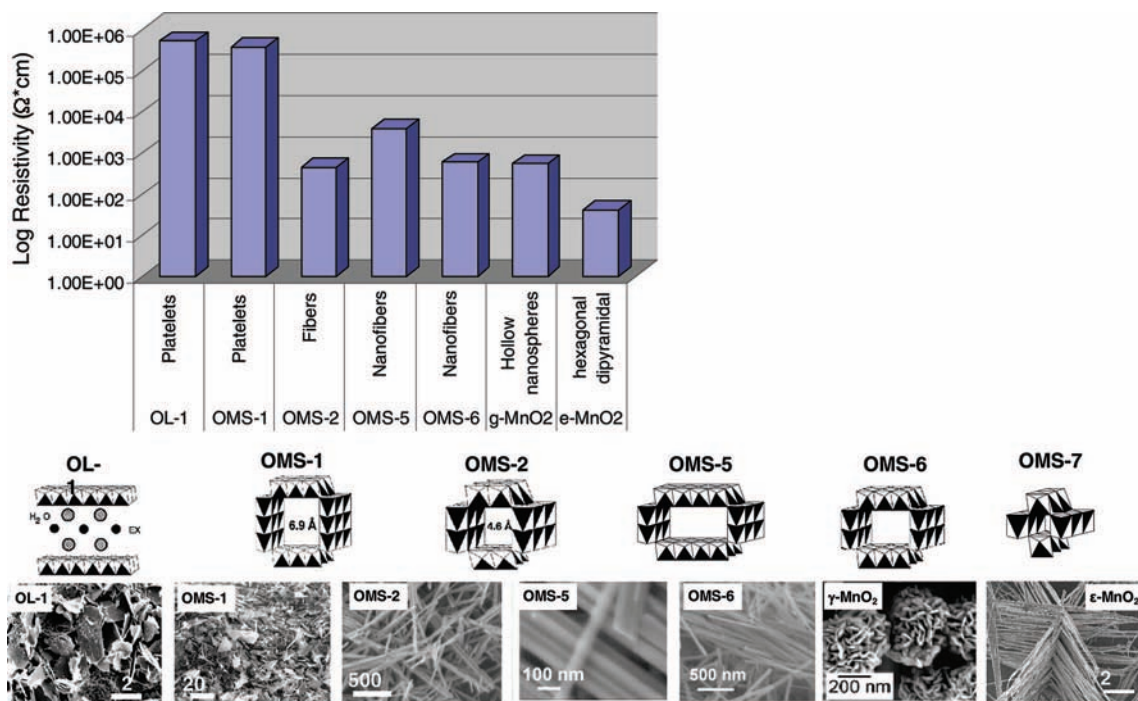 1.00E+06
1.00E+05
1.00E+04
1.00E+03
1.00E+02
1.00E+01
1.00E+00
Log Resistivity (Ω*cm)
Platelets
Platelets
Fibers
Nanofibers
Nanofibers
Hollow
nanospheres
hexagonal
dipyramidal
OL-1 OMS-1 OMS-2 OMS-5 OMS-6 g-MnO2 e-MnO2
OL-
1
OMS-1
OMS-2
OMS-5
OMS-6
OMS-7
H2O
EX
6.9 Å
4.6 Å
OL-1
2
OMS-1
20
OMS-2
500
OMS-5
100 nm
OMS-6
500 nm
γ-MnO₂
200 nm
ε-MnO₂
2